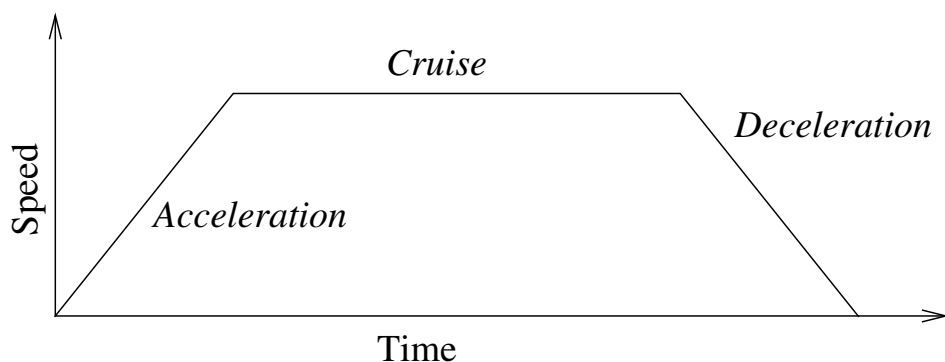 Cruise
Deceleration
Speed
Acceleration
Time